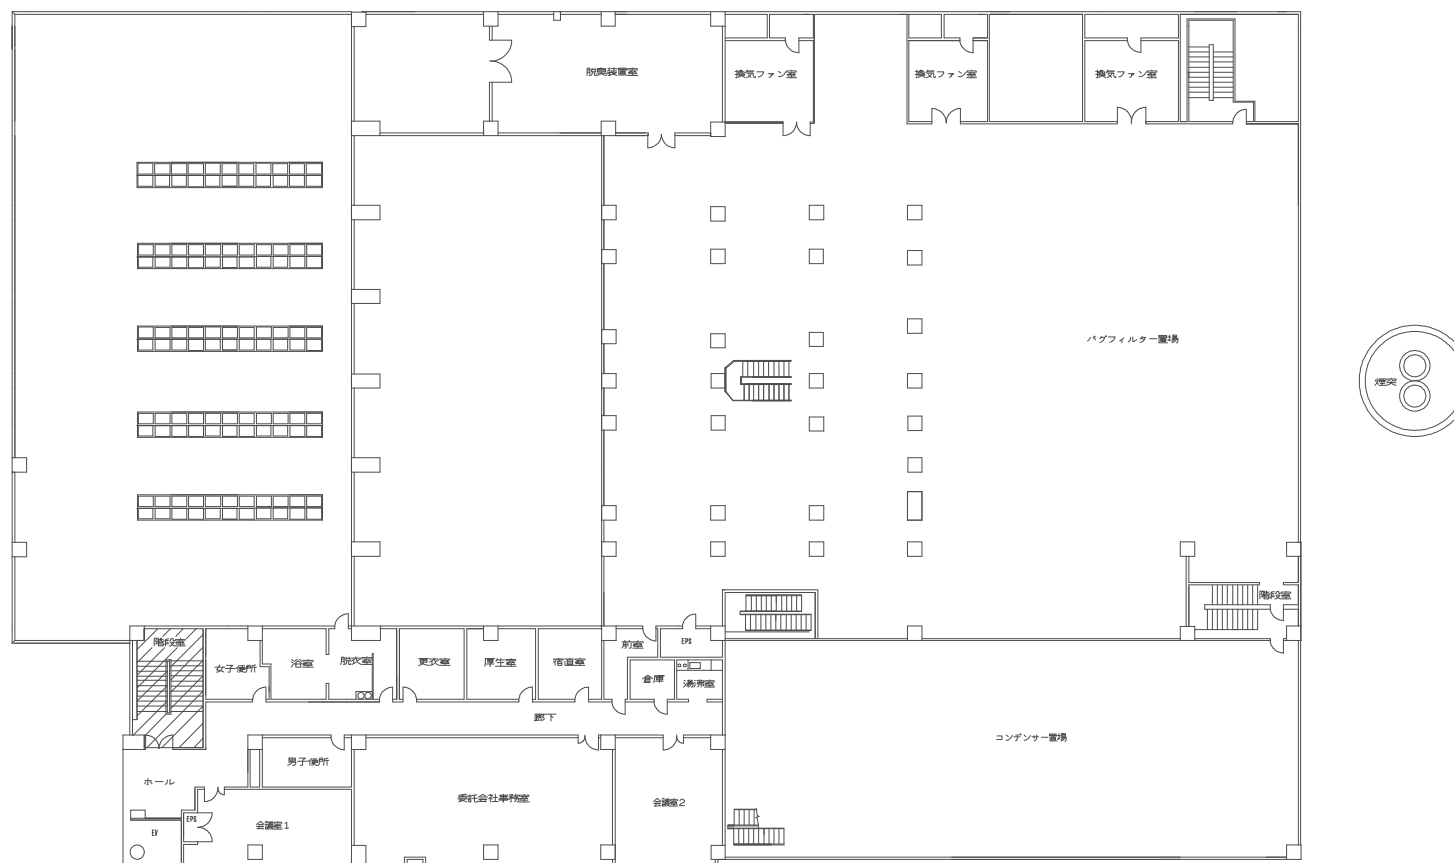 脱臭装置室
換気ファン室
換気ファン室
換気ファン室
バグフィルター置場
煙突
階段室
階段室
女子便所
浴室
脱衣室
更衣室
厚生室
宿直室
前室
EPS
倉庫
湯沸室
廊下
コンデンサー置場
ホール
男子便所
委託会社事務室
会議室2
EPS
会議室1
EV